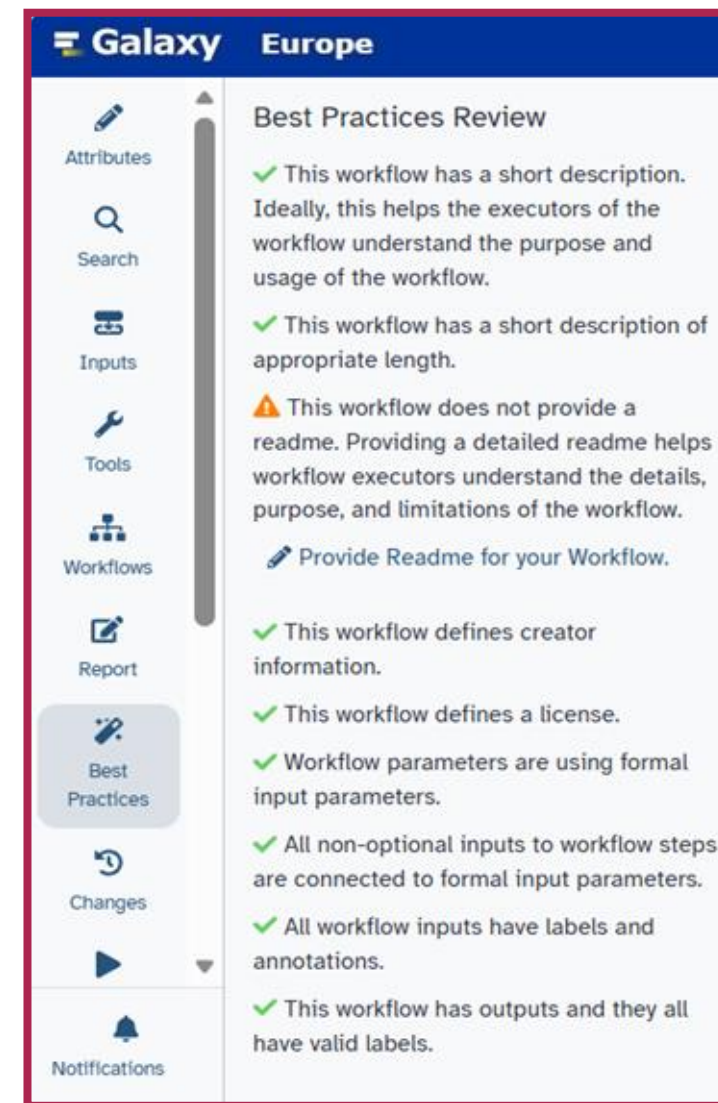 Galaxy Europe
Attributes
Search
Inputs
Tools
Workflows
Report
Best
Practices
Changes
Notifications
Best Practices Review
This workflow has a short description.
Ideally, this helps the executors of the
workflow understand the purpose and
usage of the workflow.
This workflow has a short description of
appropriate length.
This workflow does not provide a
readme. Providing a detailed readme helps
workflow executors understand the details,
purpose, and limitations of the workflow.
Provide Readme for your Workflow.
This workflow defines creator
information.
This workflow defines a license.
Workflow parameters are using formal
input parameters.
All non-optional inputs to workflow steps
are connected to formal input parameters.
All workflow inputs have labels and
annotations.
This workflow has outputs and they all
have valid labels.